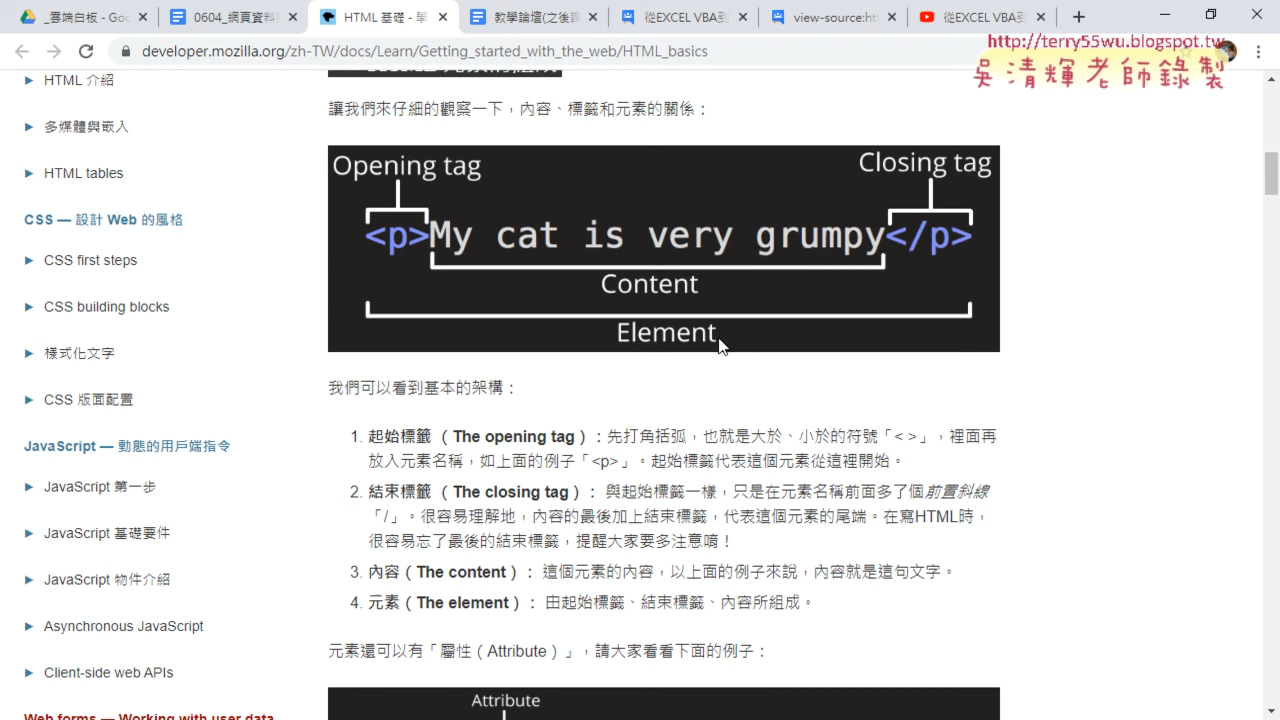 _雲端白板 - Goo
0604_網頁資料
HTML 基礎 - 學
教學論壇(之後課
從EXCEL VBA到
view-source:ht
從EXCEL VBA到
developer.mozilla.org/zh-TW/docs/Learn/Getting_started_with_the_web/HTML_basics
http://terry55wu.blogspot.tw
吳清輝老師錄製
HTML 介紹
多媒體與嵌入
HTML tables
CSS — 設計 Web 的風格
CSS first steps
CSS building blocks
樣式化文字
CSS 版面配置
JavaScript — 動態的用戶端指令
JavaScript 第一步
JavaScript 基礎要件
JavaScript 物件介紹
Asynchronous JavaScript
Client-side web APIs
Web forms — Working with user data
讓我們來仔細的觀察一下，內容、標籤和元素的關係：
Opening tag
Closing tag
<p>My cat is very grumpy</p>
Content
Element
我們可以看到基本的架構：
1. 起始標籤 （The opening tag）：先打角括弧，也就是大於、小於的符號「< >」，裡面再
放入元素名稱，如上面的例子「<p>」。起始標籤代表這個元素從這裡開始。
2. 結束標籤 （The closing tag）： 與起始標籤一樣，只是在元素名稱前面多了個前置斜線
「/」。很容易理解地，內容的最後加上結束標籤，代表這個元素的尾端。在寫HTML時，
很容易忘了最後的結束標籤，提醒大家要多注意唷！
3. 內容（The content）： 這個元素的內容，以上面的例子來說，內容就是這句文字。
4. 元素（The element）： 由起始標籤、結束標籤、內容所組成。
元素還可以有「屬性（Attribute）」，請大家看看下面的例子：
Attribute